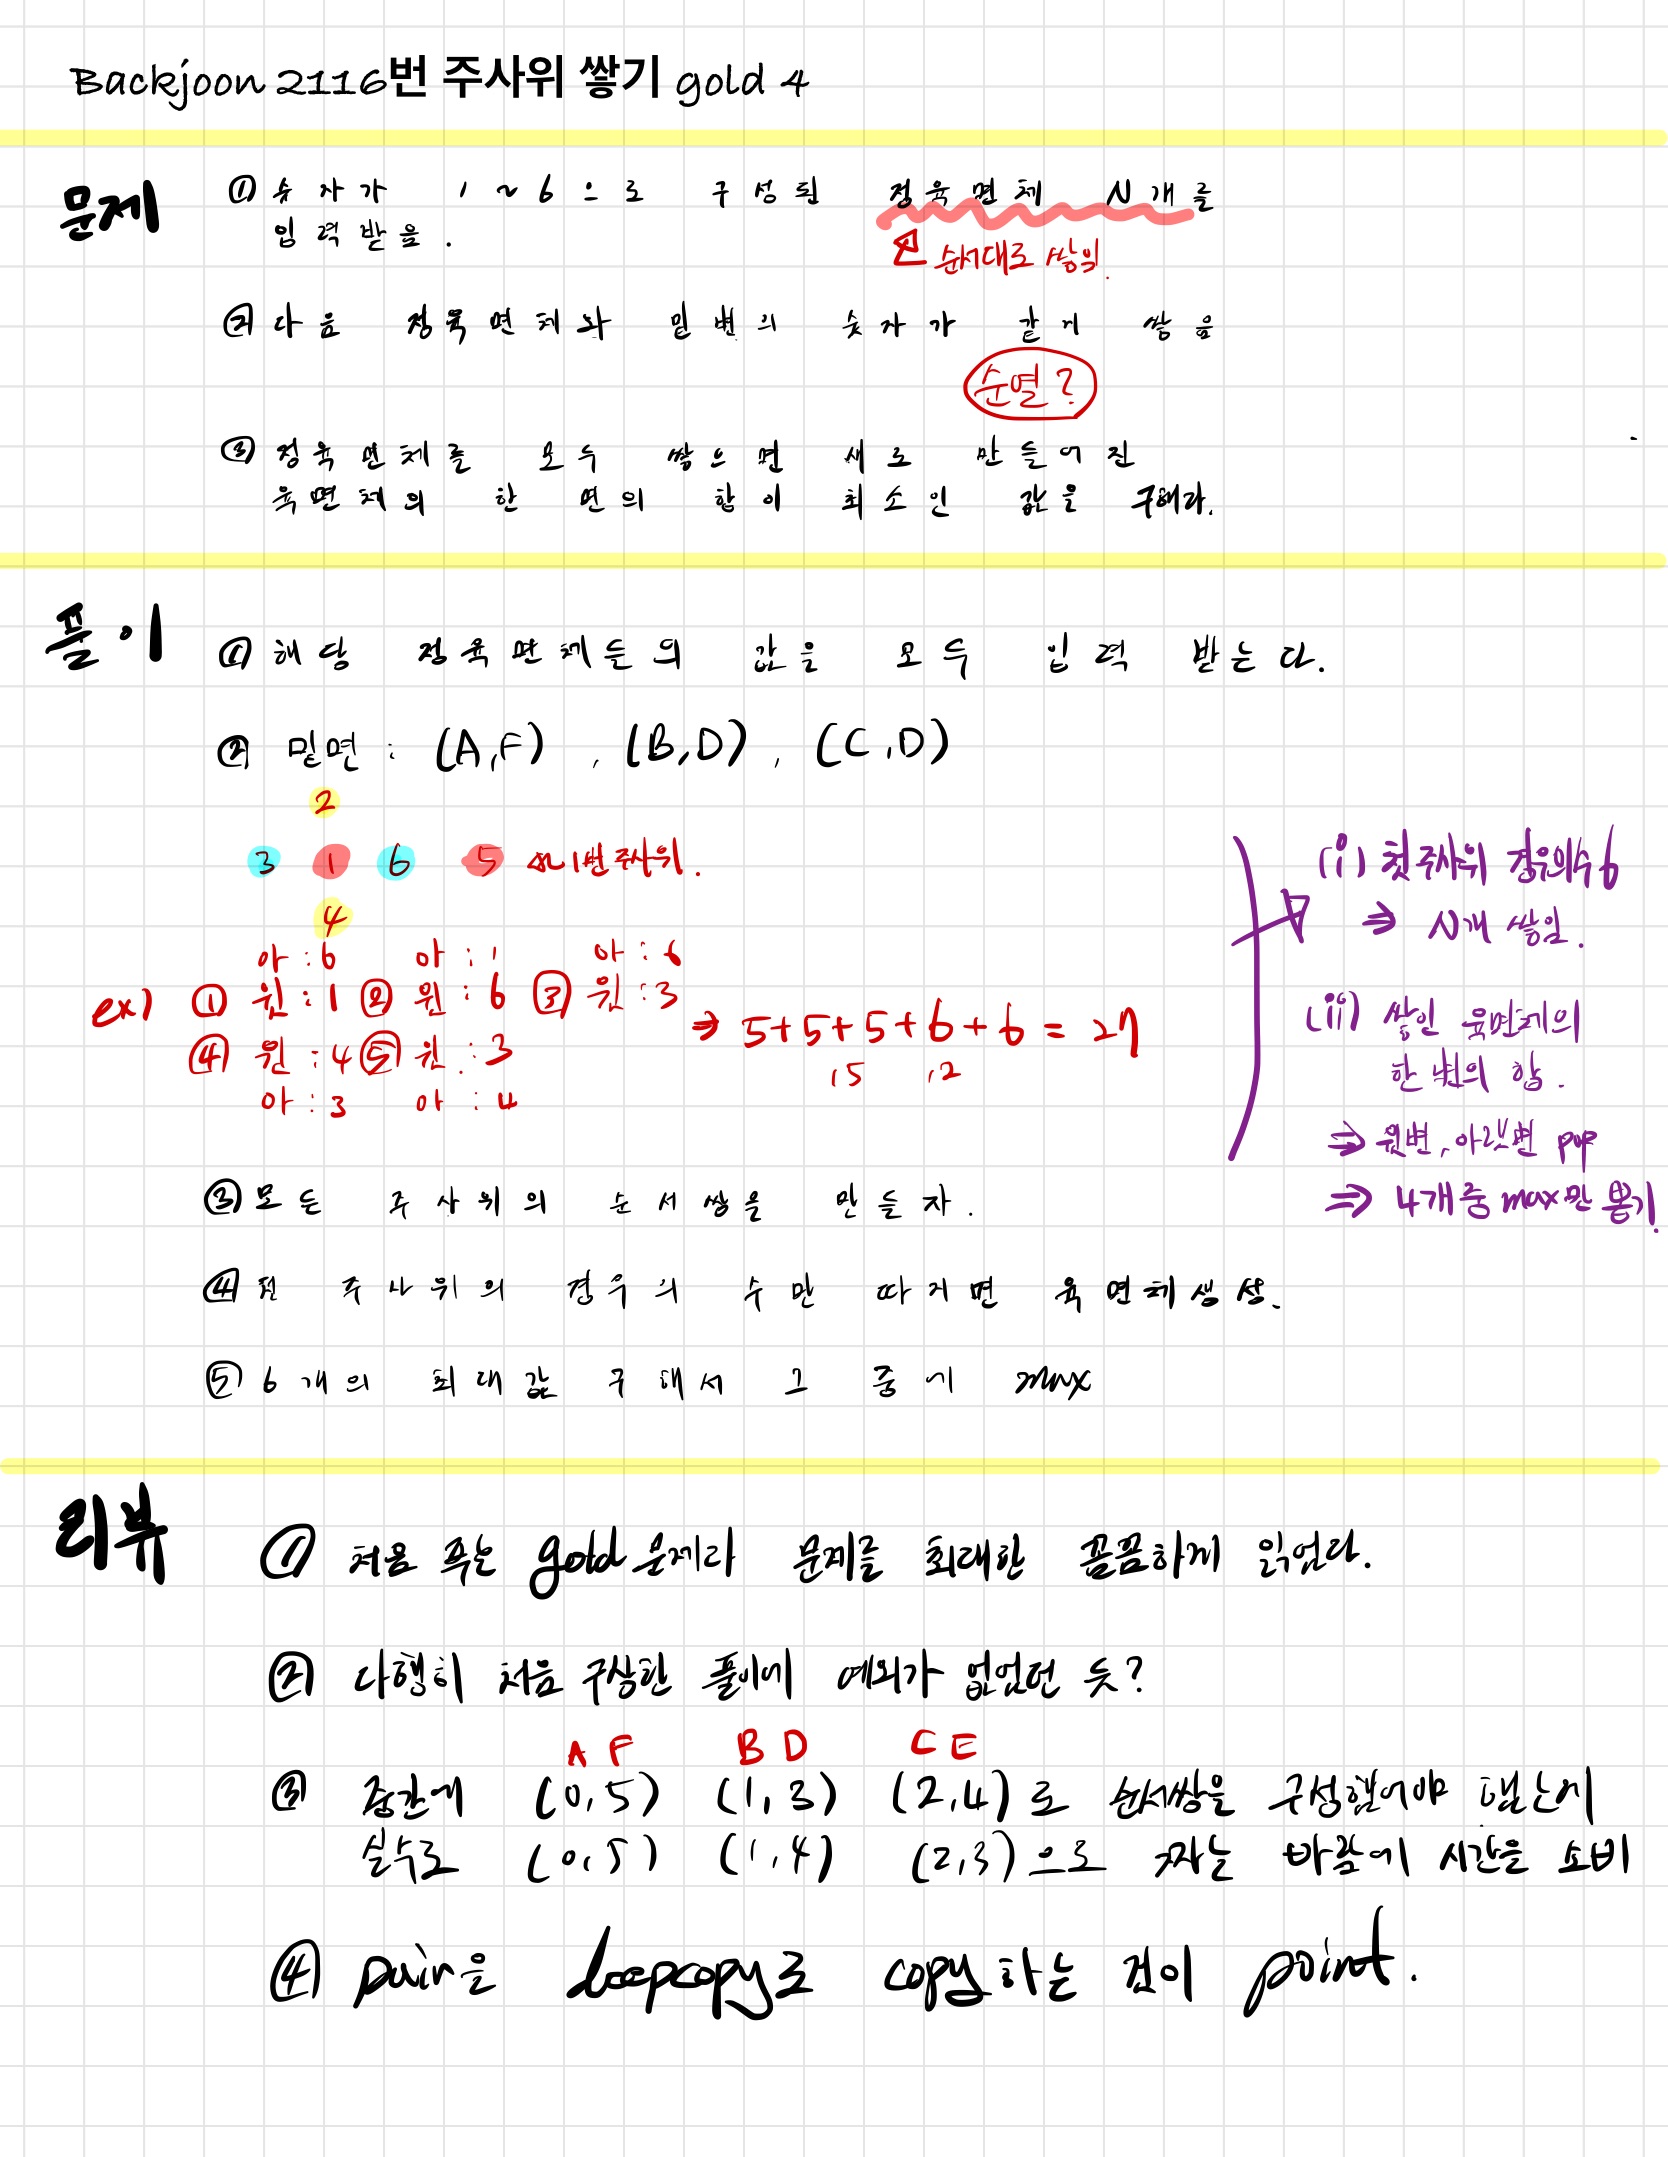 Backjoon 2116번 주사위 쌓기 gold 4
문제
① 숫자가 1~6으로 구성된 정육면체 N개를
입력받음.
순서대로 쌓임.
② 다음 정육면체와 밑변의 숫자가 같게 쌓음
순열?
③ 정육면체를 모두 쌓으면 새로 만들어진
육면체의 한 면의 합이 최소인 값을 구해라.
풀이
① 해당 정육면체들의 값을 모두 입력 받는다.
② 밑면 : (A,F) , (B,D) , (C,D)
2
3 1 6 5 1번 주사위.
4
아:6 아:1 아:6
ex) ① 윈:1 ② 윈:6 ③ 윈:3
④ 윈:4 ⑤ 윈:3
아:3 아:4
⇒ 5+5+5+6+6 = 27
15 12
(i) 첫 주사위 경우의수 6
⇒ N개 쌓임.
(ii) 쌓인 육면체의
한 변의 합.
⇒ 윈변, 아랫변 pop
⇒ 4개 중 max만 뽑기.
③ 모든 주사위의 순서쌍을 만들자.
④ 첫 주사위의 경우의 수만 따지면 육면체생성.
⑤ 6개의 최대값 구해서 그 중에 max
리뷰
① 처음 푸는 gold 문제라 문제를 최대한 꼼꼼하게 읽었다.
② 다행히 처음 구상한 풀이에 예외가 없었던 듯?
A F B D C E
③ 중간에 (0,5) (1,3) (2,4)로 순서쌍을 구성했어야 했는데
실수로 (0,5) (1,4) (2,3)으로 짜는 바람에 시간을 소비
④ pair을 deepcopy로 copy하는 것이 point.